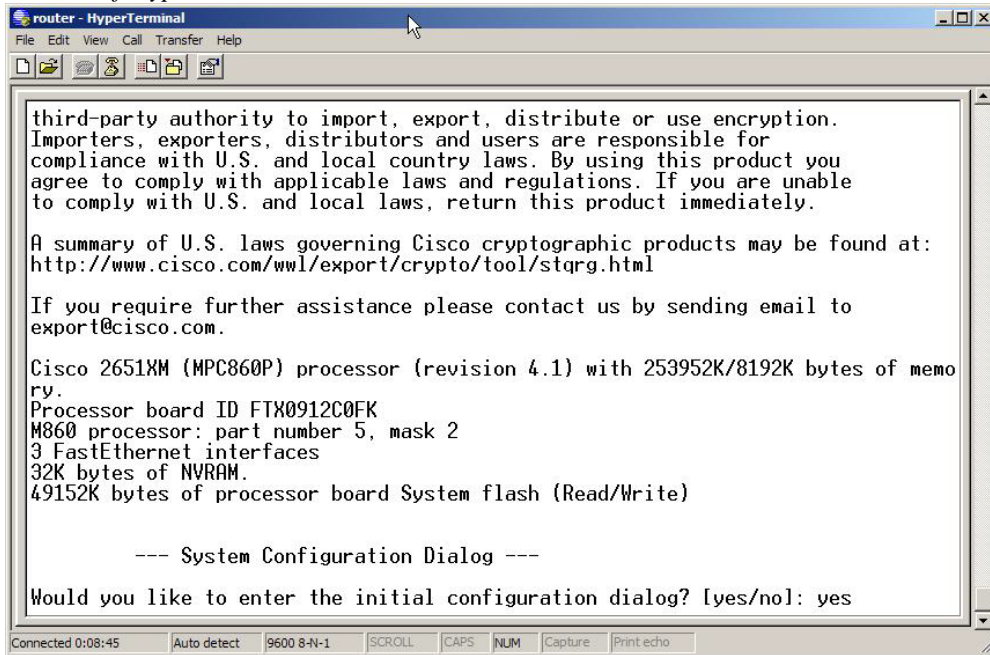 router - HyperTerminal
File Edit View Call Transfer Help
third-party authority to import, export, distribute or use encryption.
Importers, exporters, distributors and users are responsible for
compliance with U.S. and local country laws. By using this product you
agree to comply with applicable laws and regulations. If you are unable
to comply with U.S. and local laws, return this product immediately.
A summary of U.S. laws governing Cisco cryptographic products may be found at:
http://www.cisco.com/wwl/export/crypto/tool/stqrg.html
If you require further assistance please contact us by sending email to
export@cisco.com.
Cisco 2651XM (MPC860P) processor (revision 4.1) with 253952K/8192K bytes of memo
ry.
Processor board ID FTX0912C0FK
M860 processor: part number 5, mask 2
3 FastEthernet interfaces
32K bytes of NVRAM.
49152K bytes of processor board System flash (Read/Write)
--- System Configuration Dialog ---
Would you like to enter the initial configuration dialog? [yes/no]: yes
Connected 0:08:45 Auto detect 9600 8-N-1 SCROLL CAPS NUM Capture Print echo